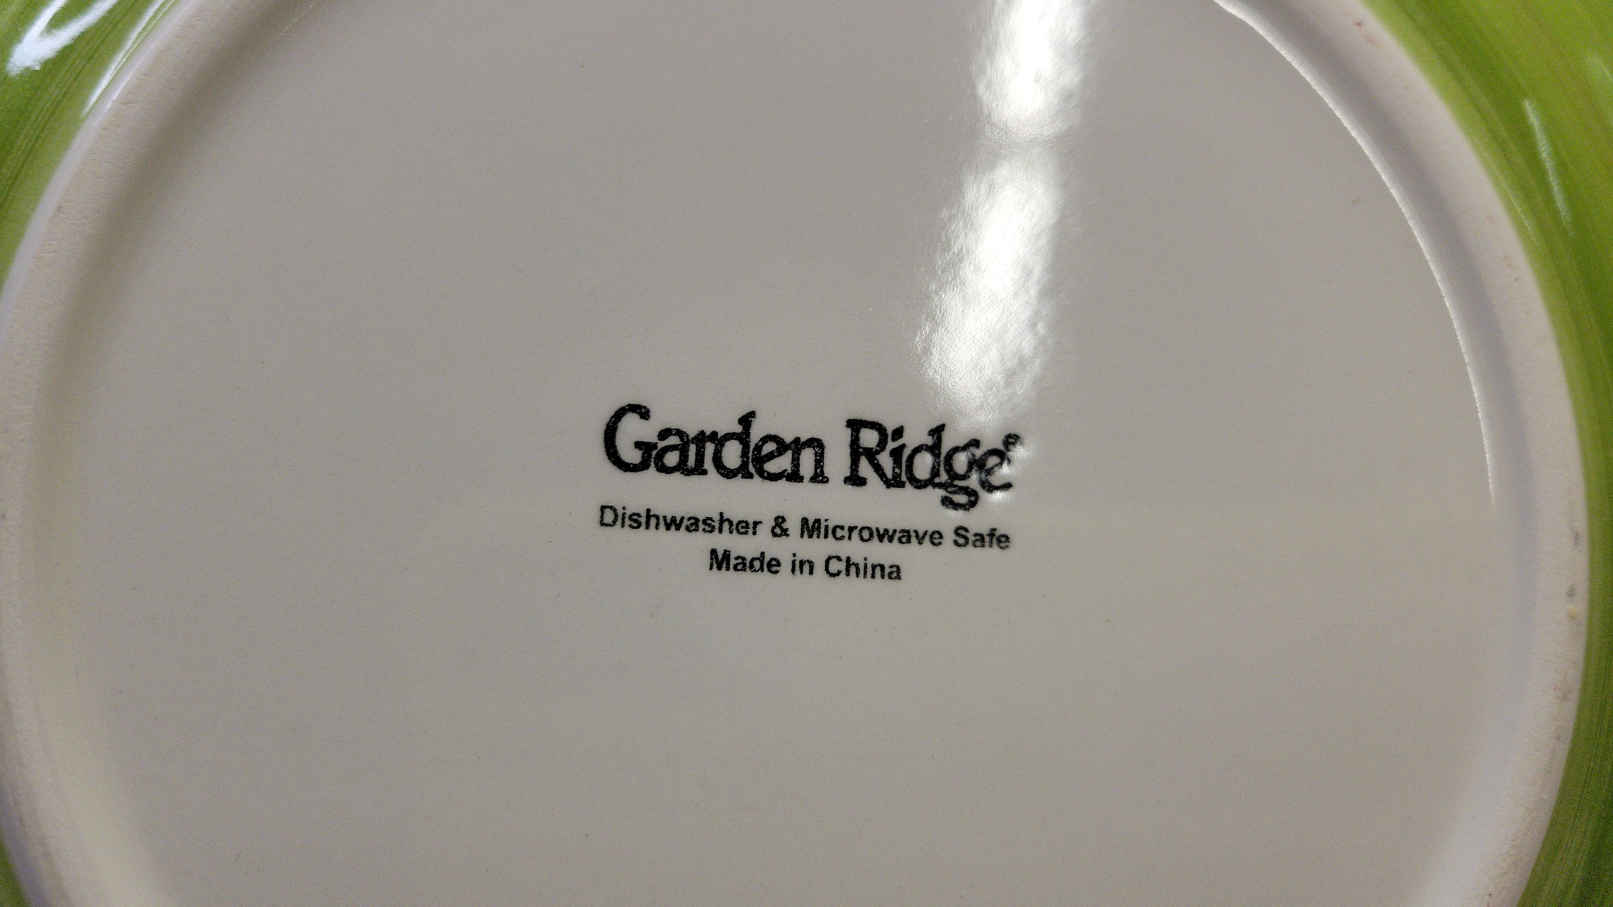 Garden Ridge®
Dishwasher & Microwave Safe
Made in China